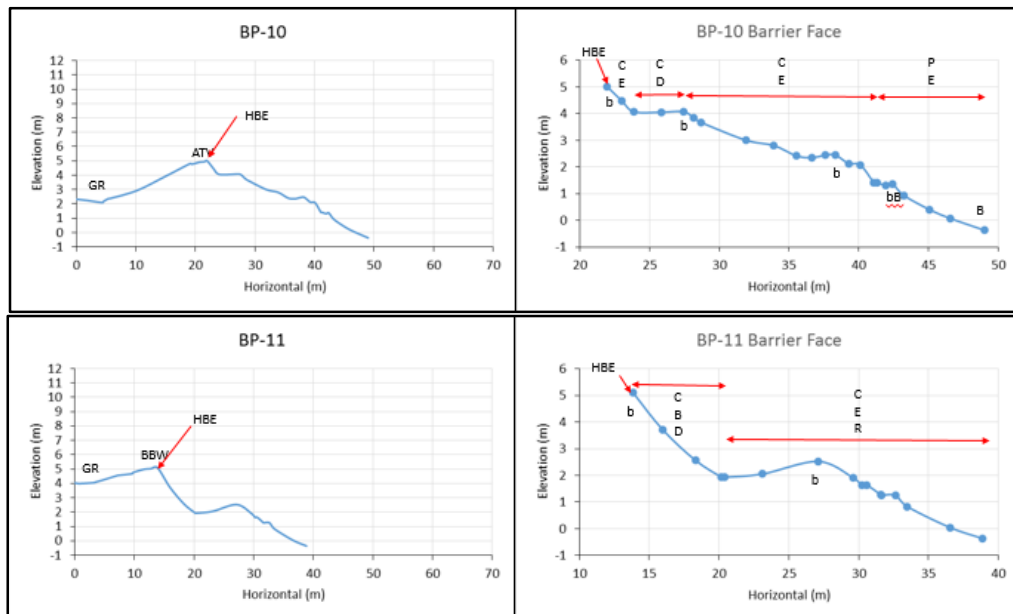 BP-10
12
11
10
9
8
7
6
5
4
3
2
1
0
-1
Elevation (m)
HBE
ATV
GR
0 10 20 30 40 50 60 70
Horizontal (m)
BP-10 Barrier Face
6
5
4
3
2
1
0
-1
Elevation (m)
HBE
C
E
C
D
C
E
P
E
b
b
b
bB
B
20 25 30 35 40 45 50
Horizontal (m)
BP-11
12
11
10
9
8
7
6
5
4
3
2
1
0
-1
Elevation (m)
HBE
BBW
GR
0 10 20 30 40 50 60 70
Horizontal (m)
BP-11 Barrier Face
6
5
4
3
2
1
0
-1
Elevation (m)
HBE
b
C
B
D
C
E
R
b
10 15 20 25 30 35 40
Horizontal (m)